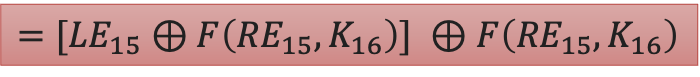 = [LE₁₅ ⊕ F(RE₁₅, K₁₆)] ⊕ F(RE₁₅, K₁₆)